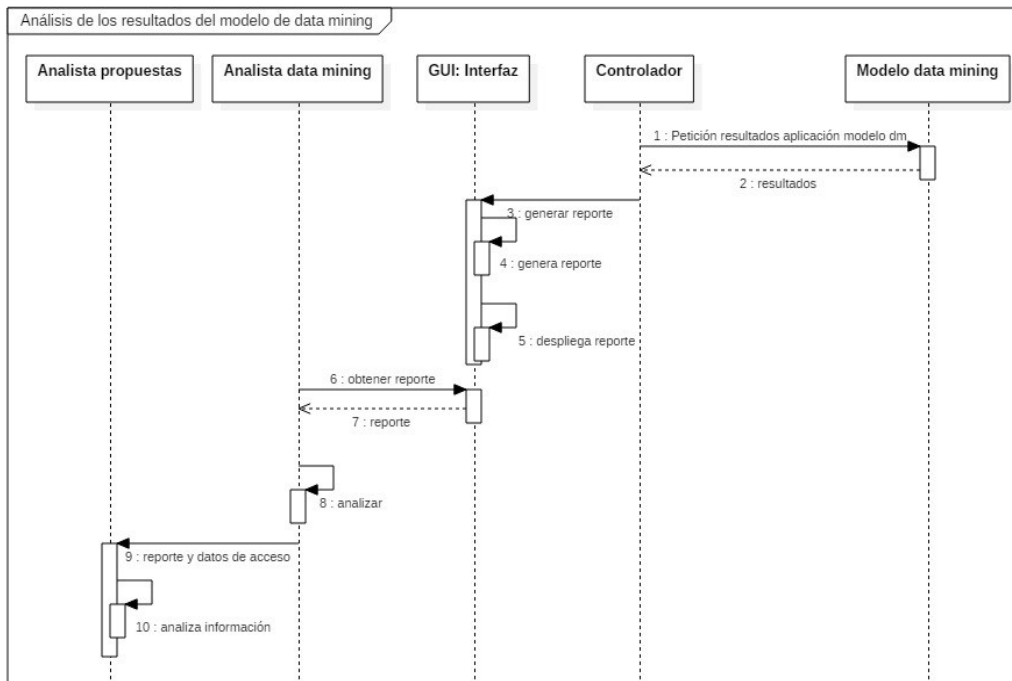 Análisis de los resultados del modelo de data mining
Analista propuestas
Analista data mining
GUI: Interfaz
Controlador
Modelo data mining
1 : Petición resultados aplicación modelo dm
2 : resultados
3 : generar reporte
4 : genera reporte
5 : despliega reporte
6 : obtener reporte
7 : reporte
8 : analizar
9 : reporte y datos de acceso
10 : analiza información